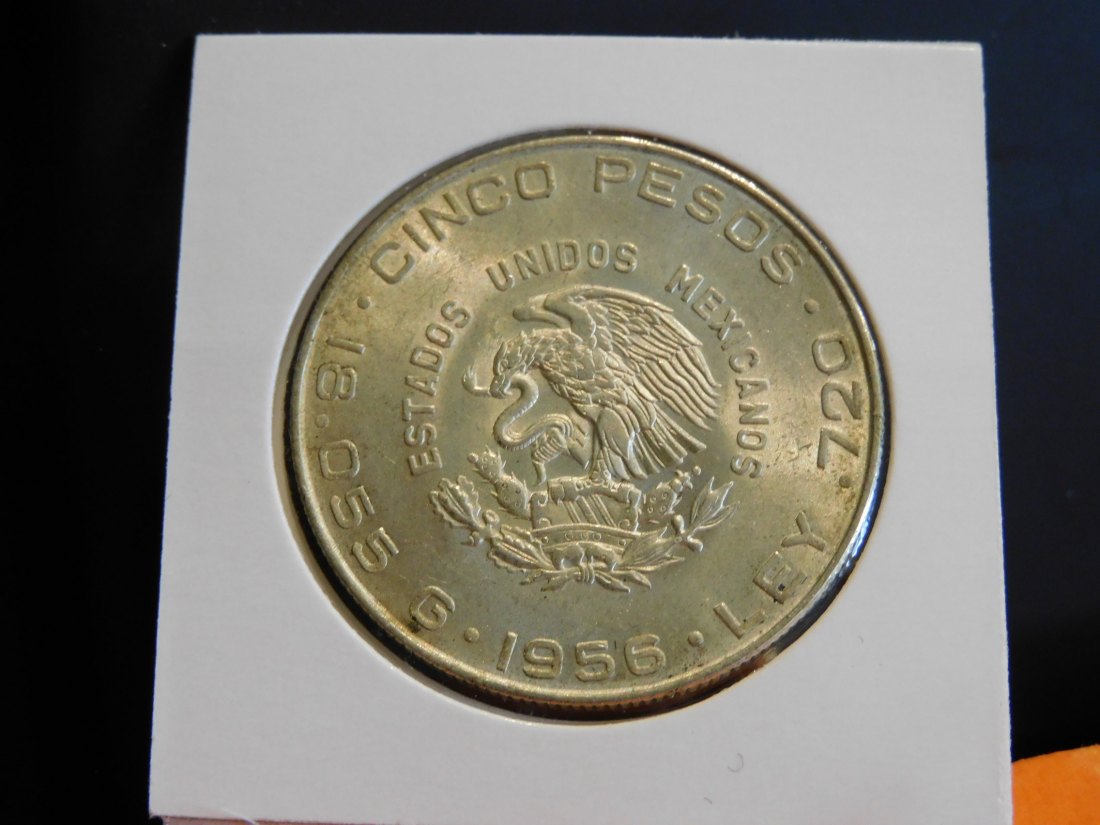 CINCO PESOS · 720 · LEY · 1956 · 18.055 G ·
ESTADOS UNIDOS MEXICANOS